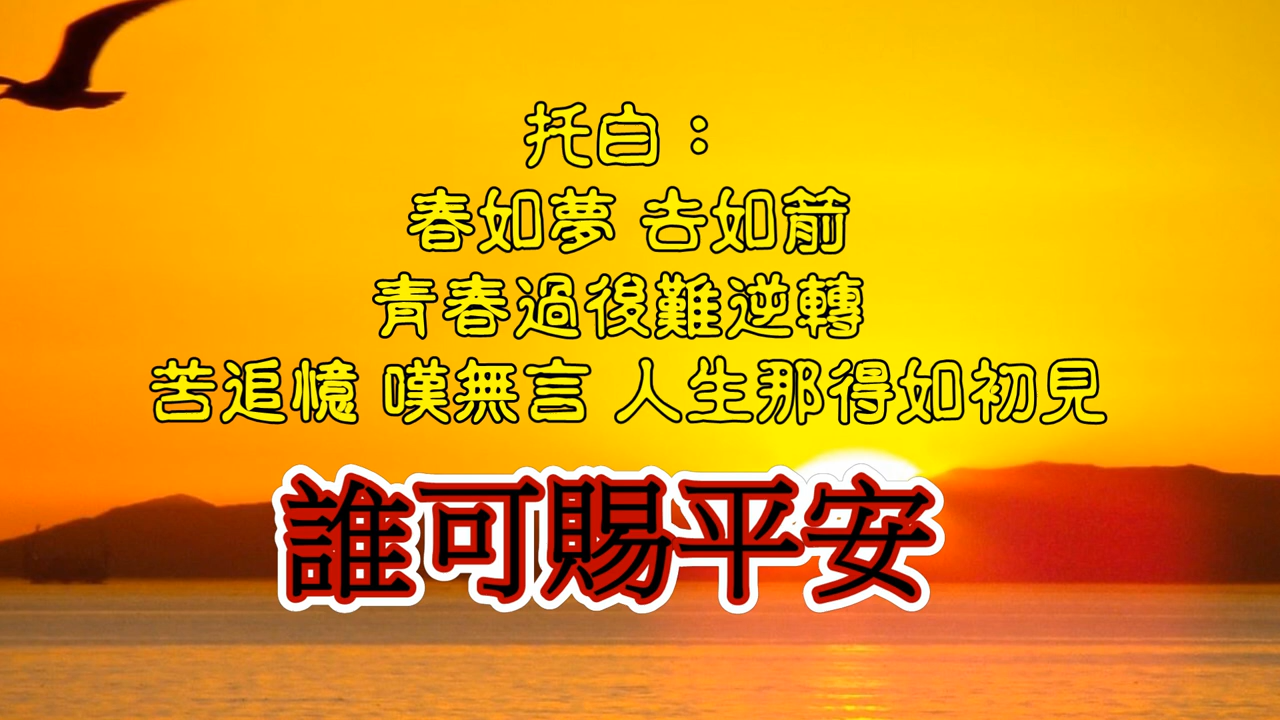 托白：
春如夢 去如箭
青春過後難逆轉
苦追憶 嘆無言 人生那得如初見
誰可賜平安